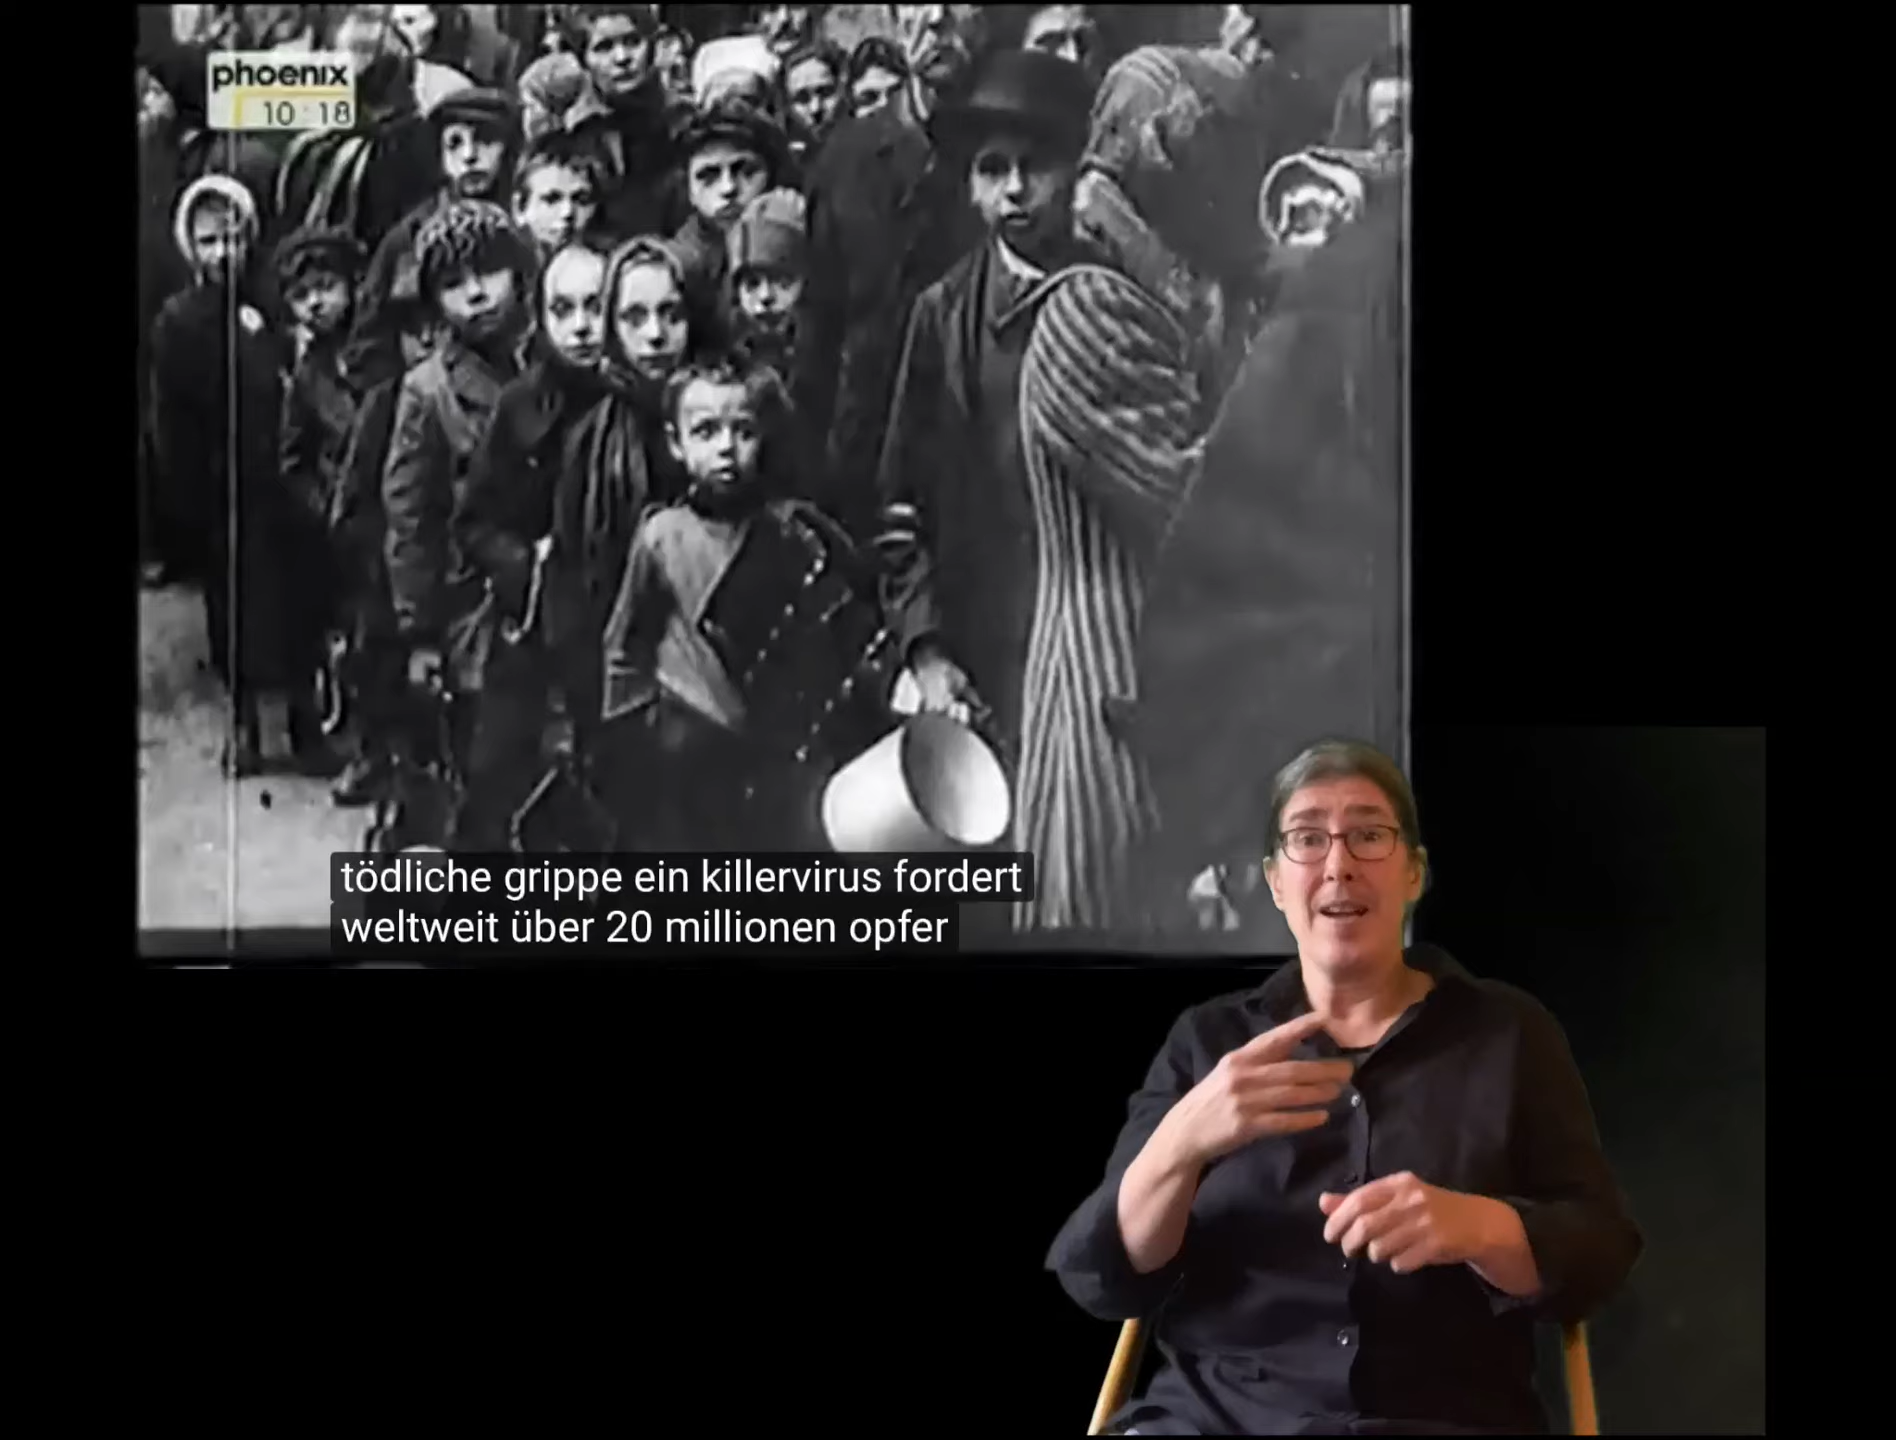 phoenix
10:18
tödliche grippe ein killervirus fordert
weltweit über 20 millionen opfer